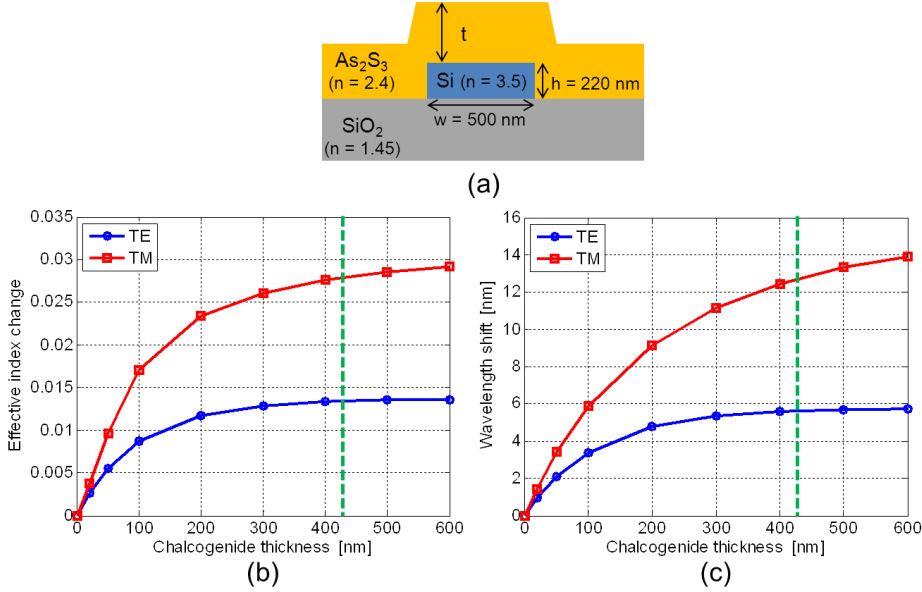 t
As₂S₃
(n = 2.4)
Si (n = 3.5)
h = 220 nm
w = 500 nm
SiO₂
(n = 1.45)
(a)
0.035
0.03
0.025
0.02
0.015
0.01
0.005
0
Effective index change
TE
TM
0 100 200 300 400 500 600
Chalcogenide thickness [nm]
(b)
16
14
12
10
8
6
4
2
0
Wavelength shift [nm]
TE
TM
0 100 200 300 400 500 600
Chalcogenide thickness [nm]
(c)